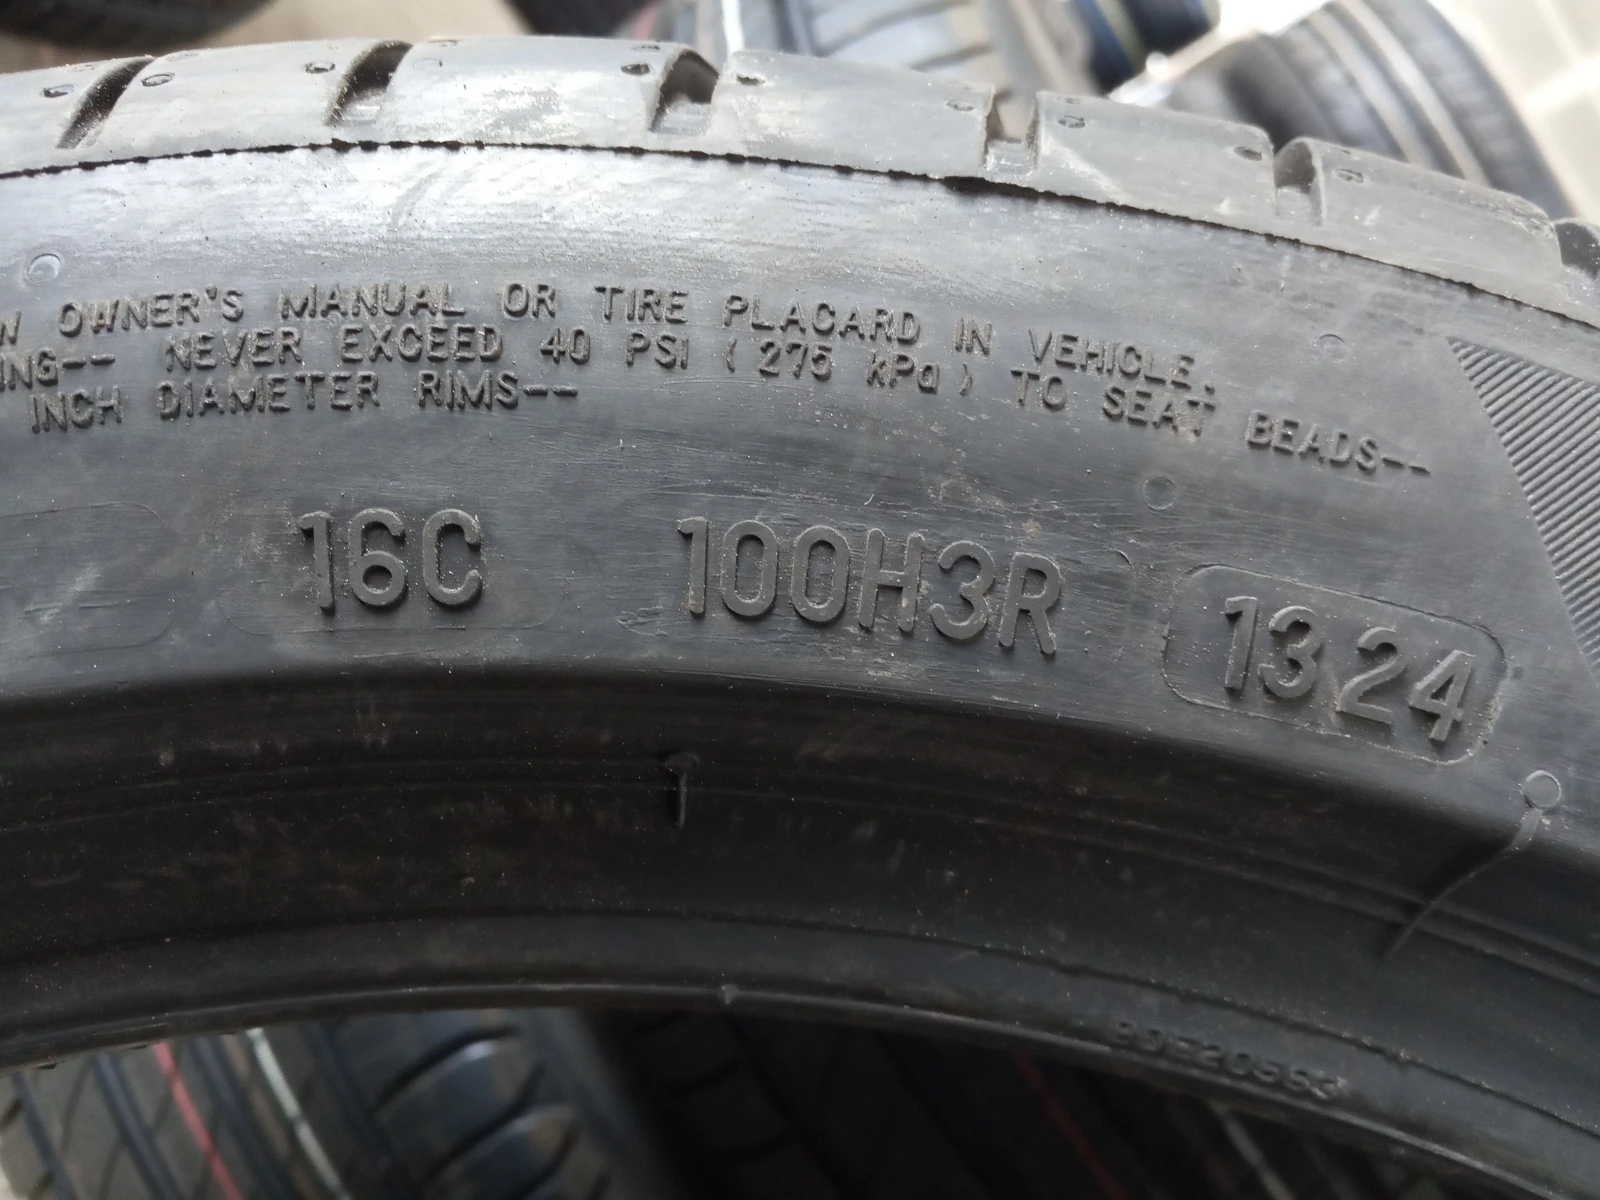 OWNER'S MANUAL OR TIRE PLACARD IN VEHICLE.
NEVER EXCEED 40 PSI (275 kPa) TO SEAT BEADS--
INCH DIAMETER RIMS--
16C 100H3R 1324